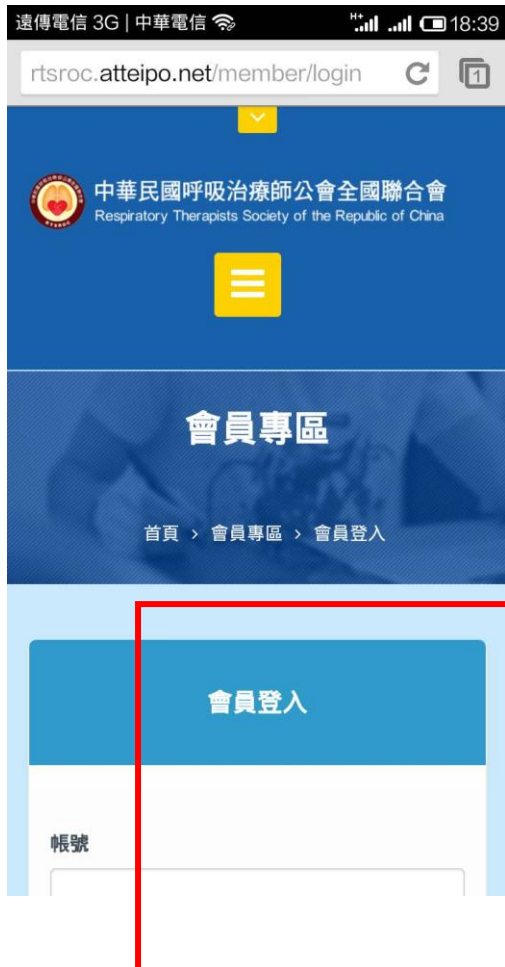 遠傳電信 3G | 中華電信 H+ 18:39
rtsroc.atteipo.net/member/login 1
中華民國呼吸治療師公會全國聯合會
Respiratory Therapists Society of the Republic of China
會員專區
首頁 > 會員專區 > 會員登入
會員登入
帳號